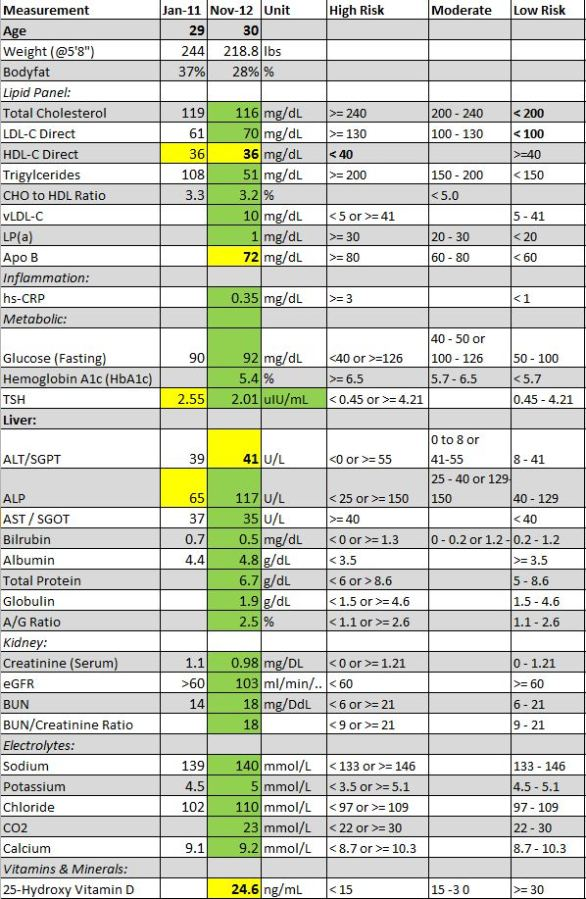 Measurement Jan-11 Nov-12 Unit High Risk Moderate Low Risk
Age 29 30
Weight (@5'8") 244 218.8 lbs
Bodyfat 37% 28% %
Lipid Panel:
Total Cholesterol 119 116 mg/dL >= 240 200 - 240 < 200
LDL-C Direct 61 70 mg/dL >= 130 100 - 130 < 100
HDL-C Direct 36 36 mg/dL < 40 >=40
Trigylcerides 108 51 mg/dL >= 200 150 - 200 < 150
CHO to HDL Ratio 3.3 3.2 % < 5.0
vLDL-C 10 mg/dL < 5 or >= 41 5 - 41
LP(a) 1 mg/dL >= 30 20 - 30 < 20
Apo B 72 mg/dL >= 80 60 - 80 < 60
Inflammation:
hs-CRP 0.35 mg/dL >= 3 < 1
Metabolic:
40 - 50 or
Glucose (Fasting) 90 92 mg/dL <40 or >=126 100 - 126 50 - 100
Hemoglobin A1c (HbA1c) 5.4 % >= 6.5 5.7 - 6.5 < 5.7
TSH 2.55 2.01 uIU/mL < 0.45 or >= 4.21 0.45 - 4.21
Liver:
0 to 8 or
ALT/SGPT 39 41 U/L <0 or >= 55 41-55 8 - 41
25 - 40 or 129-
ALP 65 117 U/L < 25 or >= 150 150 40 - 129
AST / SGOT 37 35 U/L >= 40 < 40
Bilrubin 0.7 0.5 mg/dL < 0 or >= 1.3 0 - 0.2 or 1.2 - 0.2 - 1.2
Albumin 4.4 4.8 g/dL < 3.5 >= 3.5
Total Protein 6.7 g/dL < 6 or > 8.6 5 - 8.6
Globulin 1.9 g/dL < 1.5 or >= 4.6 1.5 - 4.6
A/G Ratio 2.5 % < 1.1 or >= 2.6 1.1 - 2.6
Kidney:
Creatinine (Serum) 1.1 0.98 mg/DL < 0 or >= 1.21 0 - 1.21
eGFR >60 103 ml/min/.. < 60 >= 60
BUN 14 18 mg/DdL < 6 or >= 21 6 - 21
BUN/Creatinine Ratio 18 < 9 or >= 21 9 - 21
Electrolytes:
Sodium 139 140 mmol/L < 133 or >= 146 133 - 146
Potassium 4.5 5 mmol/L < 3.5 or >= 5.1 4.5 - 5.1
Chloride 102 110 mmol/L < 97 or >= 109 97 - 109
CO2 23 mmol/L < 22 or >= 30 22 - 30
Calcium 9.1 9.2 mmol/L < 8.7 or >= 10.3 8.7 - 10.3
Vitamins & Minerals:
25-Hydroxy Vitamin D 24.6 ng/mL < 15 15 -3 0 >= 30